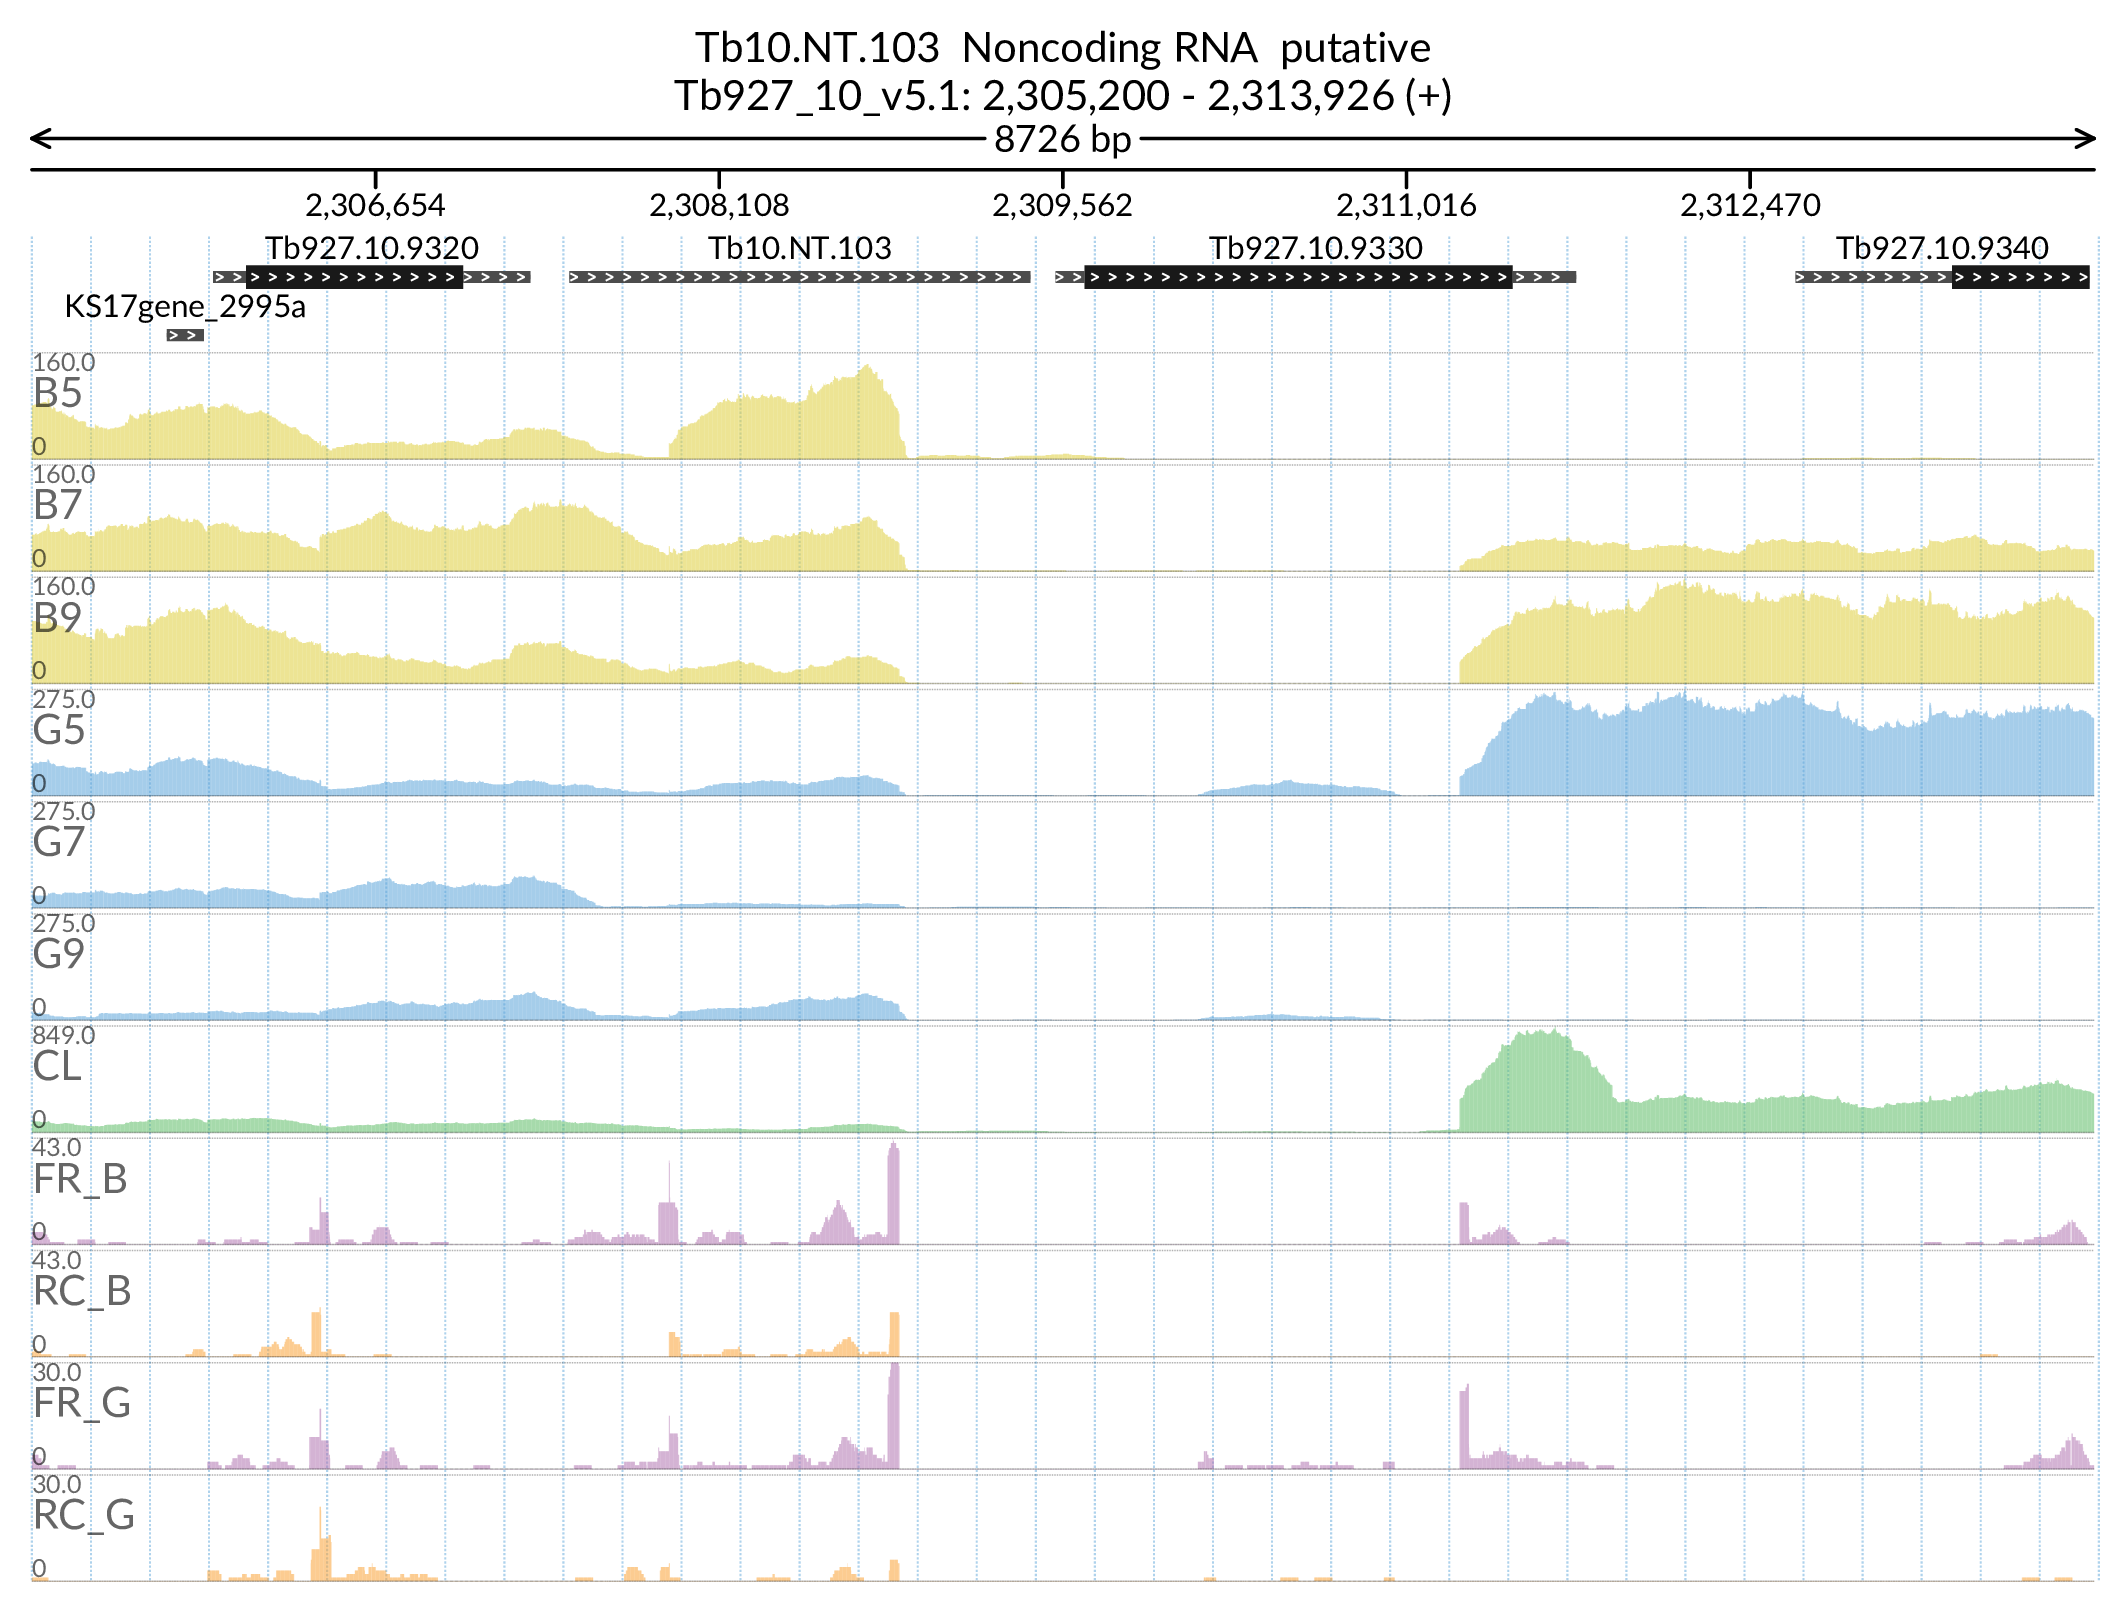 Tb10.NT.103 Noncoding RNA putative
Tb927_10_v5.1: 2,305,200 - 2,313,926 (+)
8726 bp
2,306,654 2,308,108 2,309,562 2,311,016 2,312,470
Tb927.10.9320 Tb10.NT.103 Tb927.10.9330 Tb927.10.9340
KS17gene_2995a
160.0
B5
0
160.0
B7
0
160.0
B9
0
275.0
G5
0
275.0
G7
0
275.0
G9
0
849.0
CL
0
43.0
FR_B
0
43.0
RC_B
0
30.0
FR_G
0
30.0
RC_G
0